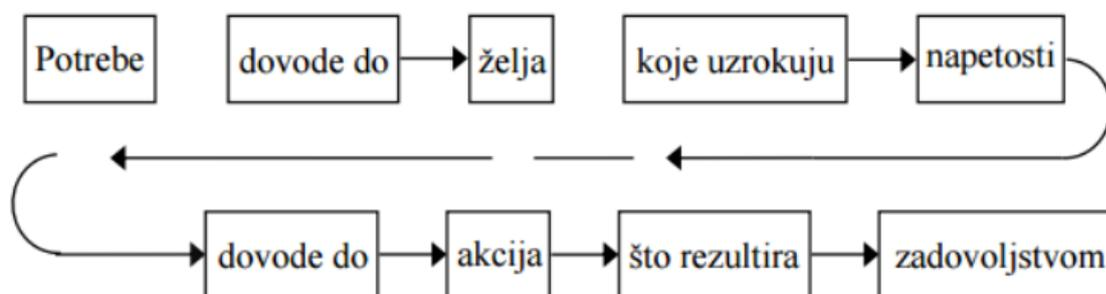 Potrebe dovode do želja koje uzrokuju napetosti
dovode do akcija što rezultira zadovoljstvom